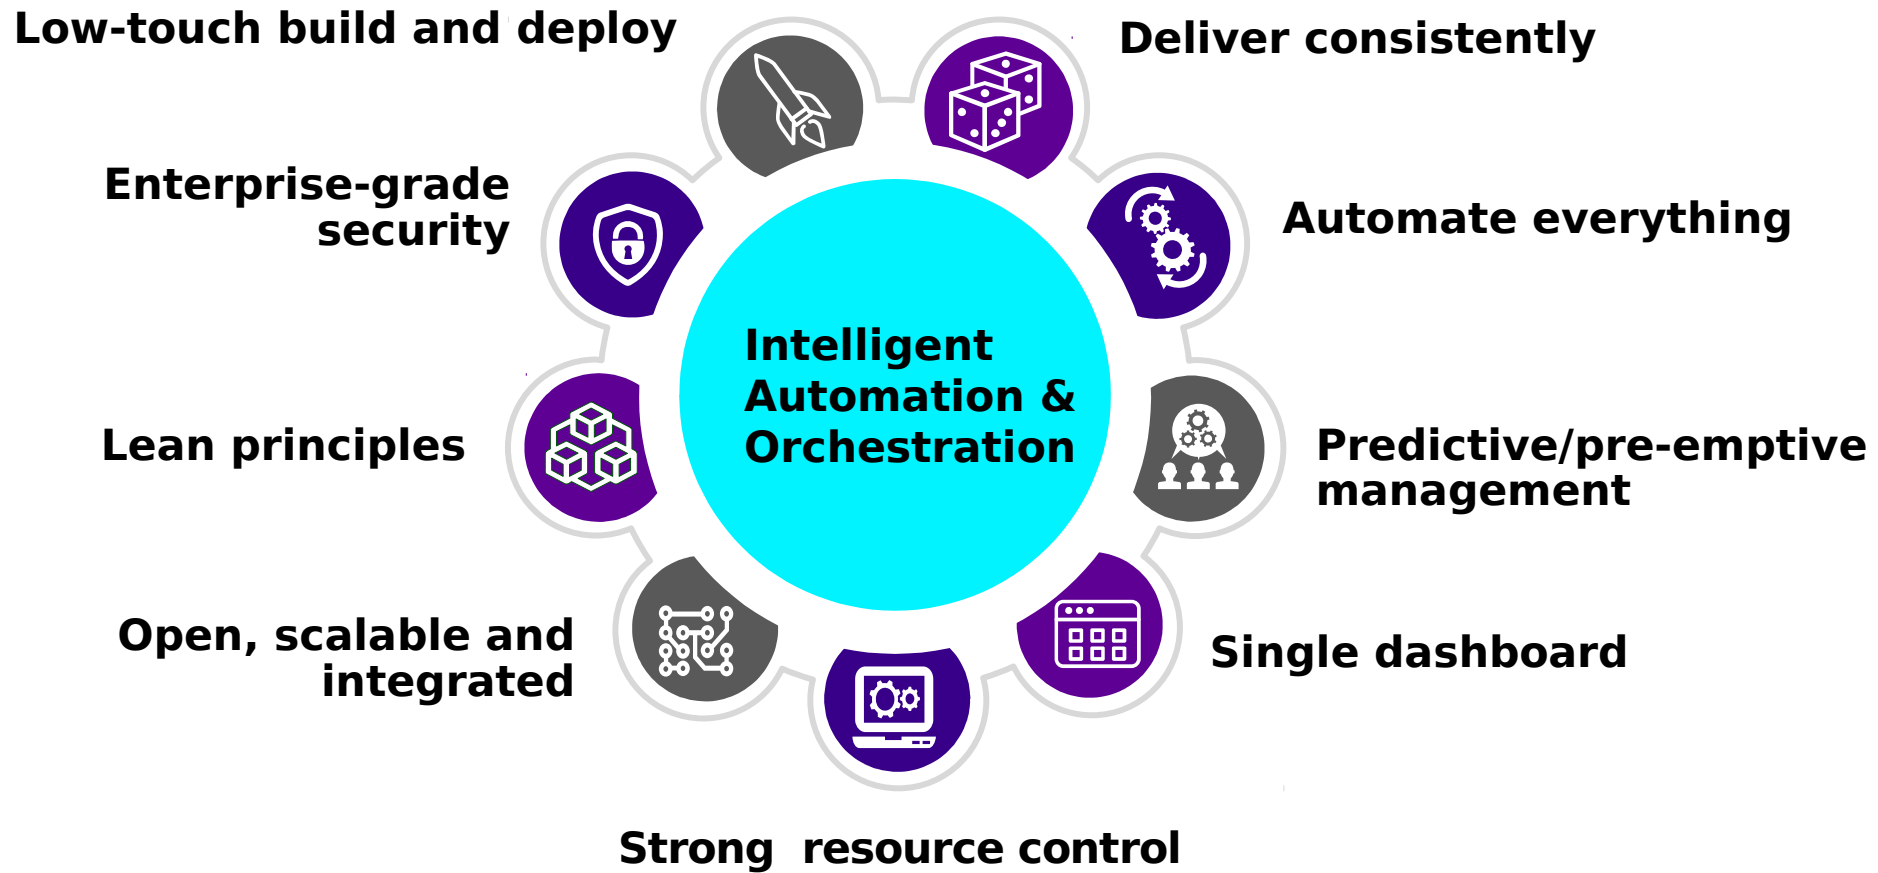 Low-touch build and deploy
Deliver consistently
Enterprise-grade
security
Automate everything
Intelligent
Automation &
Orchestration
Lean principles
Predictive/pre-emptive
management
Open, scalable and
integrated
Single dashboard
Strong  resource control